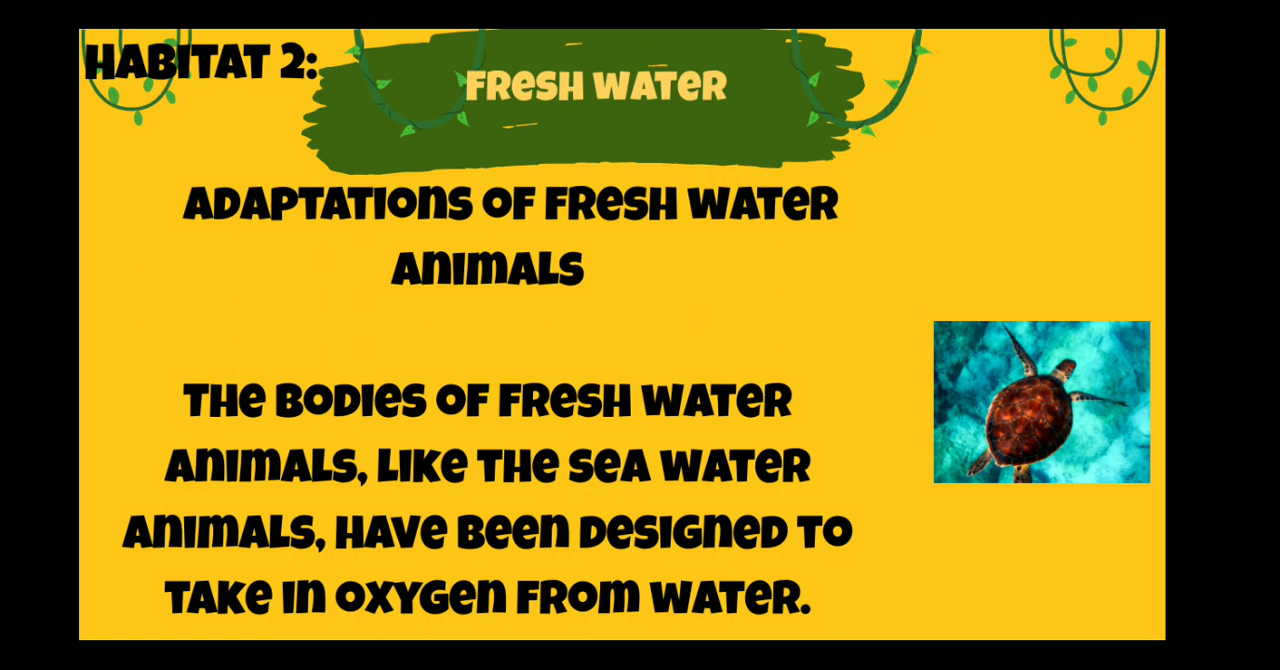 HABITAT 2:
FRESH WATER
ADAPTATIONS OF FRESH WATER
ANIMALS
THE BODIES OF FRESH WATER
ANIMALS, LIKE THE SEA WATER
ANIMALS, HAVE BEEN DESIGNED TO
TAKE IN OXYGEN FROM WATER.